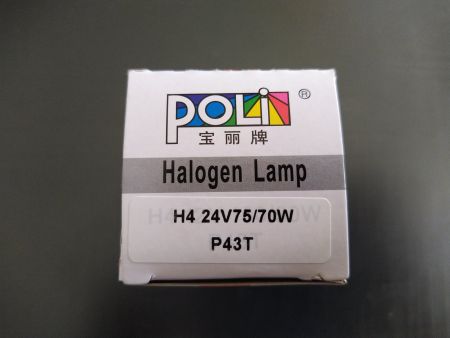 POLi ®
宝丽牌
Halogen Lamp
H4 24V75/70W
P43T